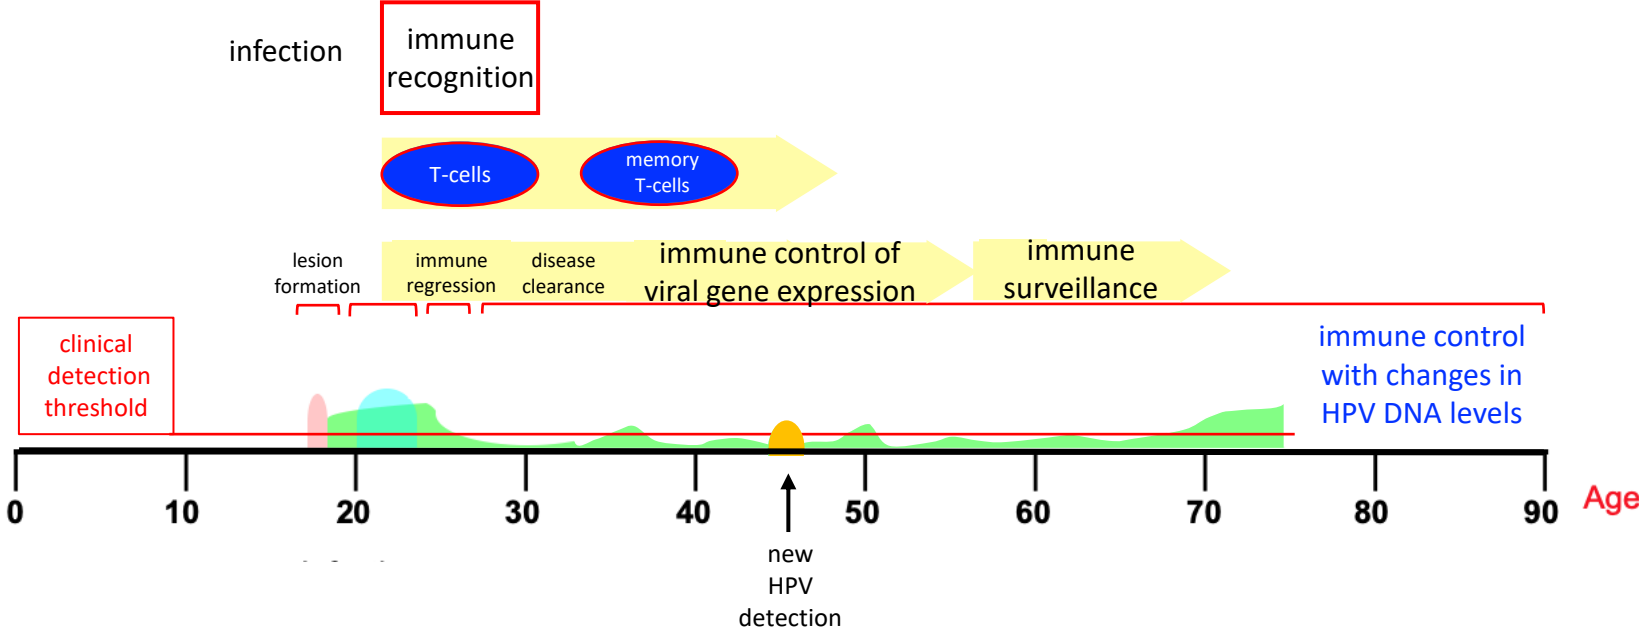 infection
immune
recognition
T-cells
memory
T-cells
lesion
formation
immune
regression
disease
clearance
immune control of
viral gene expression
immune
surveillance
clinical
detection
threshold
immune control
with changes in
HPV DNA levels
0 10 20 30 40 50 60 70 80 90 Age
new
HPV
detection